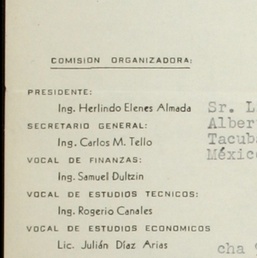 COMISION ORGANIZADORA:
PRESIDENTE:
Ing. Herlindo Elenes Almada
SECRETARIO GENERAL:
Ing. Carlos M. Tello
VOCAL DE FINANZAS:
Ing. Samuel Dultzin
VOCAL DE ESTUDIOS TECNICOS:
Ing. Rogerio Canales
VOCAL DE ESTUDIOS ECONOMICOS
Lic. Julián Díaz Arias
Sr. L
Alber
Tacub
México
cha